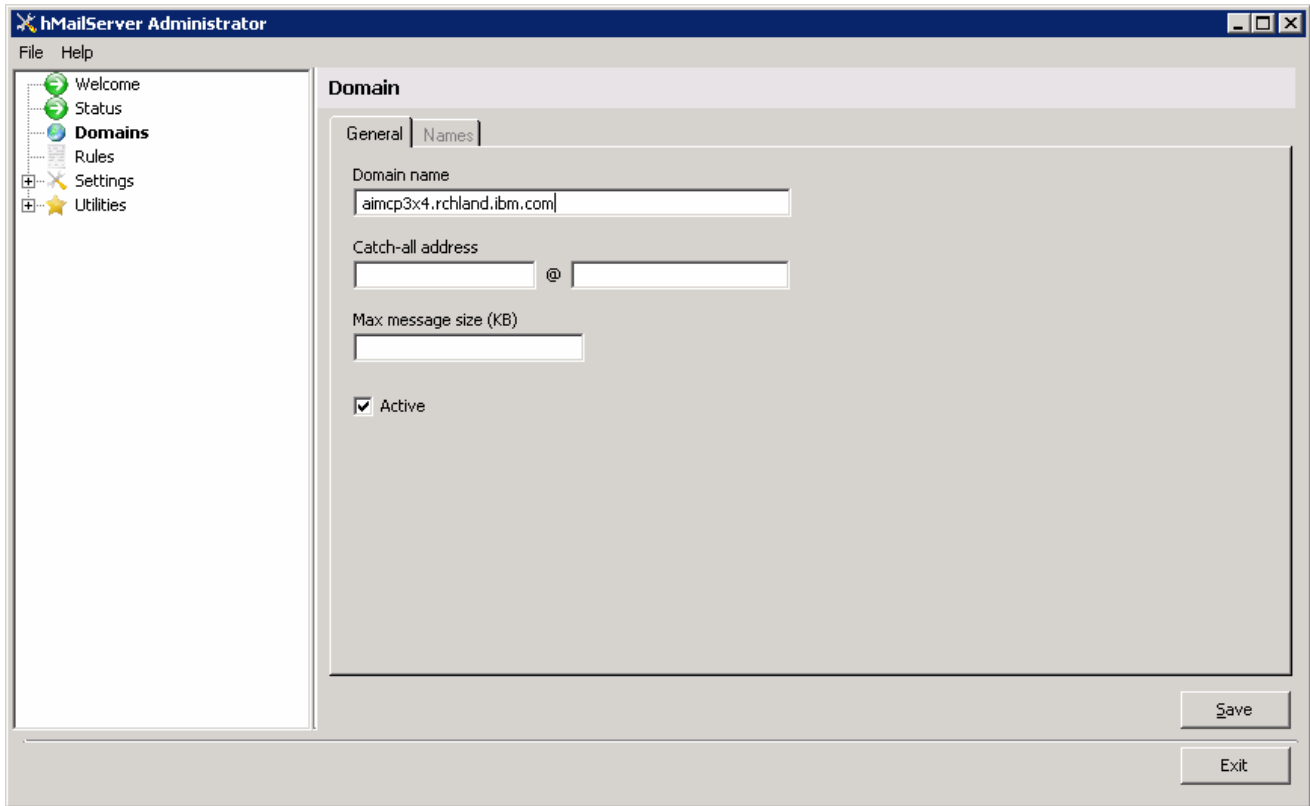 hMailServer Administrator
File Help
Welcome
Status
Domains
Rules
Settings
Utilities
Domain
General Names
Domain name
aimcp3x4.rchland.ibm.com
Catch-all address
@
Max message size (KB)
Active
Save
Exit